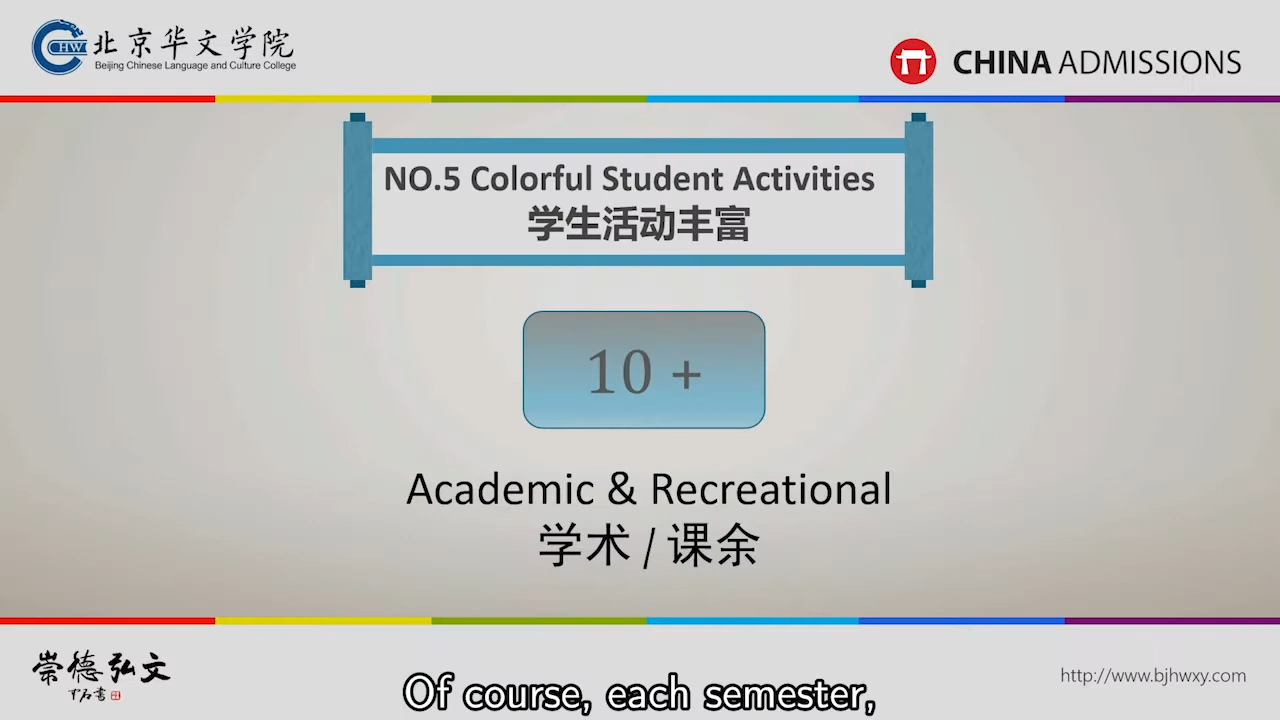 北京华文学院
Beijing Chinese Language and Culture College
CHINA ADMISSIONS
NO.5 Colorful Student Activities
学生活动丰富
10 +
Academic & Recreational
学术 / 课余
崇德弘文
http://www.bjhwxy.com
Of course, each semester,